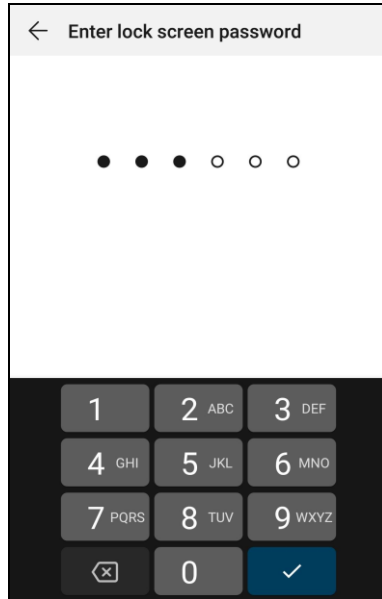 Enter lock screen password
1 2 ABC 3 DEF
4 GHI 5 JKL 6 MNO
7 PQRS 8 TUV 9 WXYZ
0